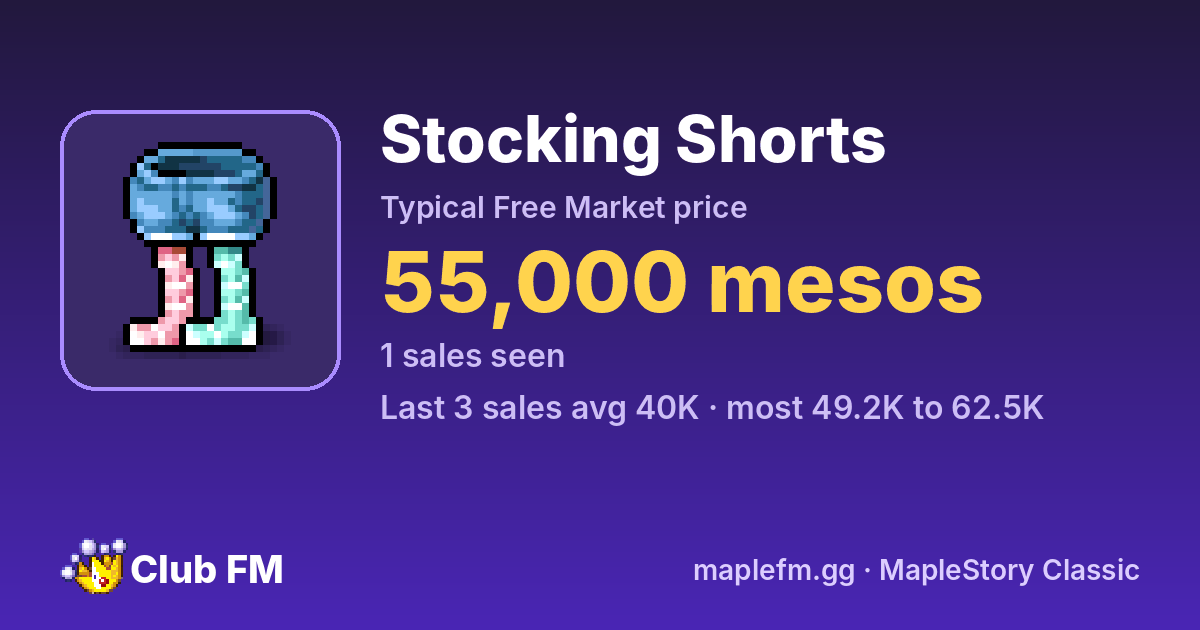 Stocking Shorts
Typical Free Market price
55,000 mesos
1 sales seen
Last 3 sales avg 40K · most 49.2K to 62.5K
Club FM
maplefm.gg · MapleStory Classic